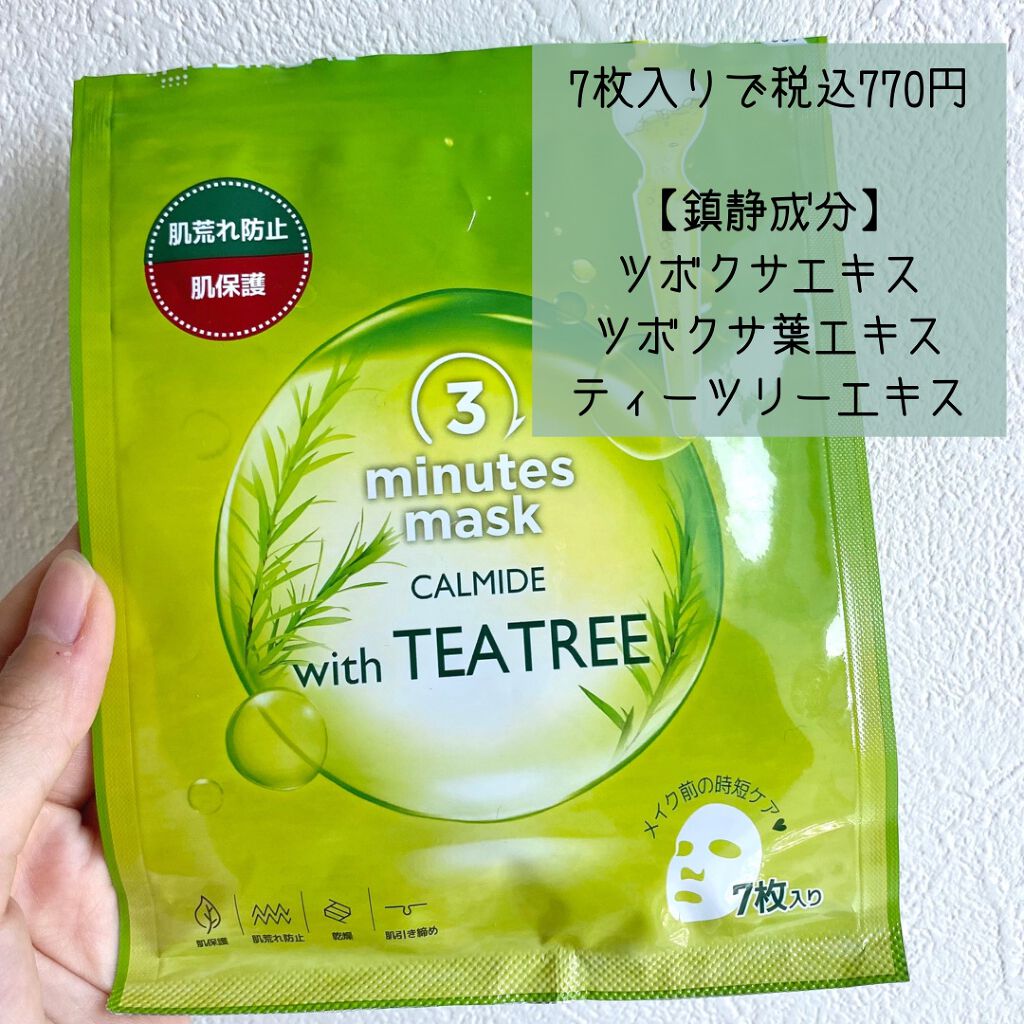 7枚入りで税込770円
【鎮静成分】
ツボクサエキス
ツボクサ葉エキス
ティーツリーエキス
肌荒れ防止
肌保護
3
minutes
mask
CALMIDE
with TEATREE
メイク前の時短ケア♥
7枚入り
肌保護
肌荒れ防止
乾燥
肌引き締め